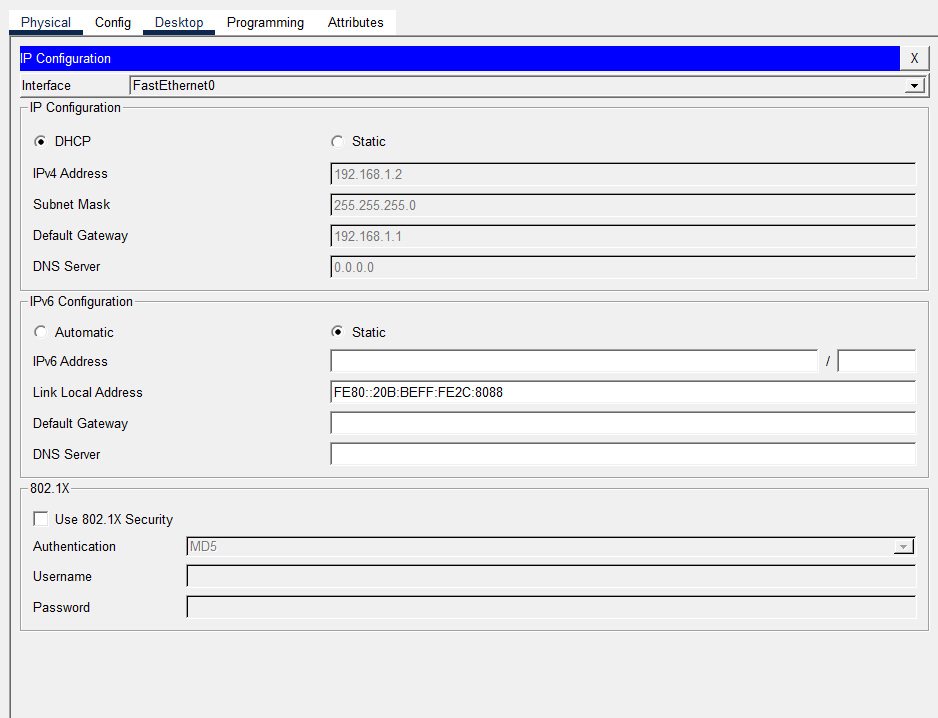 Physical Config Desktop Programming Attributes
IP Configuration X
Interface FastEthernet0
IP Configuration
DHCP Static
IPv4 Address 192.168.1.2
Subnet Mask 255.255.255.0
Default Gateway 192.168.1.1
DNS Server 0.0.0.0
IPv6 Configuration
Automatic Static
IPv6 Address /
Link Local Address FE80::20B:BEFF:FE2C:8088
Default Gateway
DNS Server
802.1X
Use 802.1X Security
Authentication MD5
Username
Password